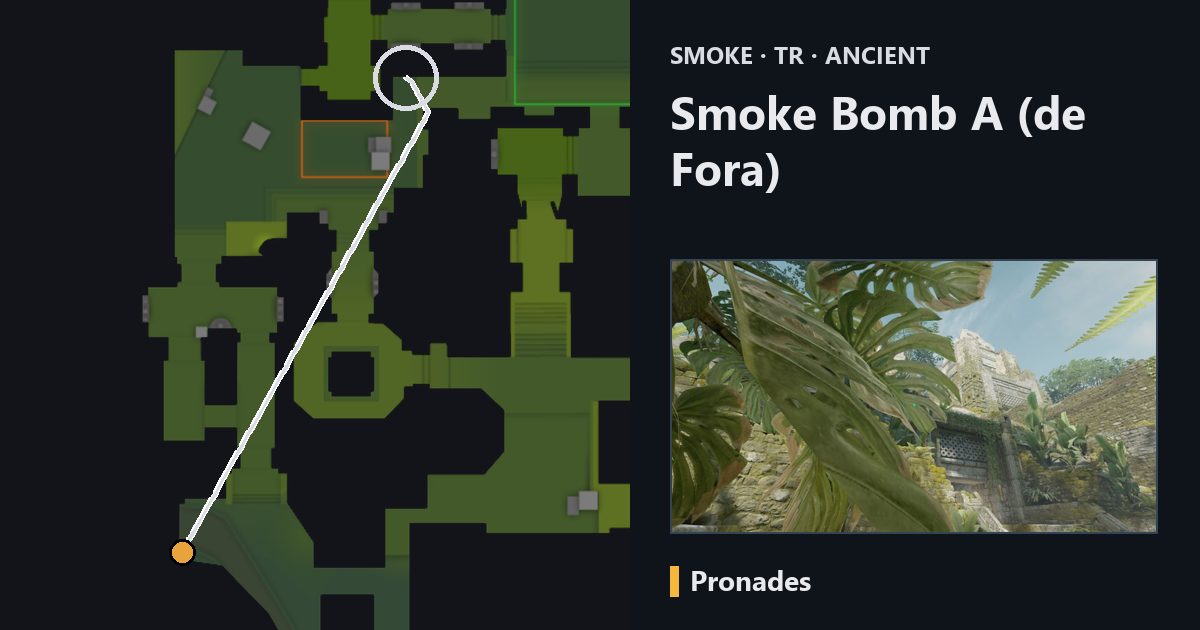 SMOKE · TR · ANCIENT
Smoke Bomb A (de
Fora)
Pronades